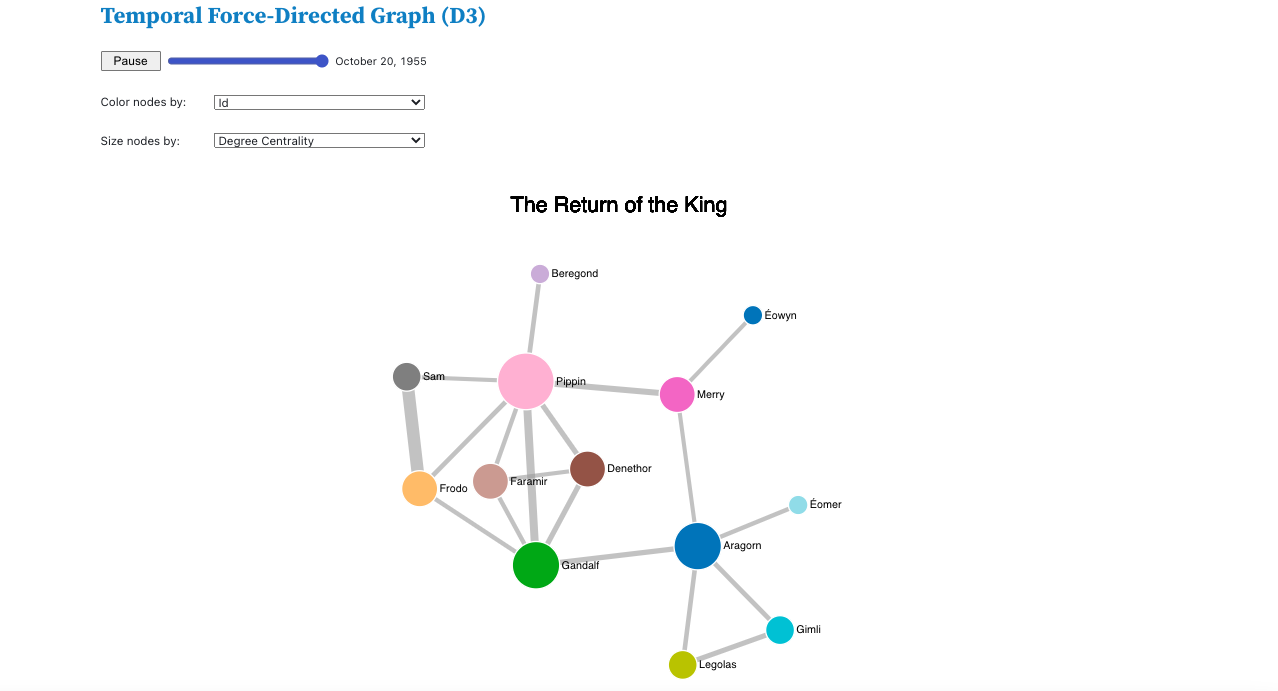 Temporal Force-Directed Graph (D3)
Pause
October 20, 1955
Color nodes by:
Id
Size nodes by:
Degree Centrality
The Return of the King
Beregond
Éowyn
Sam
Pippin
Merry
Denethor
Faramir
Frodo
Éomer
Aragorn
Gandalf
Gimli
Legolas